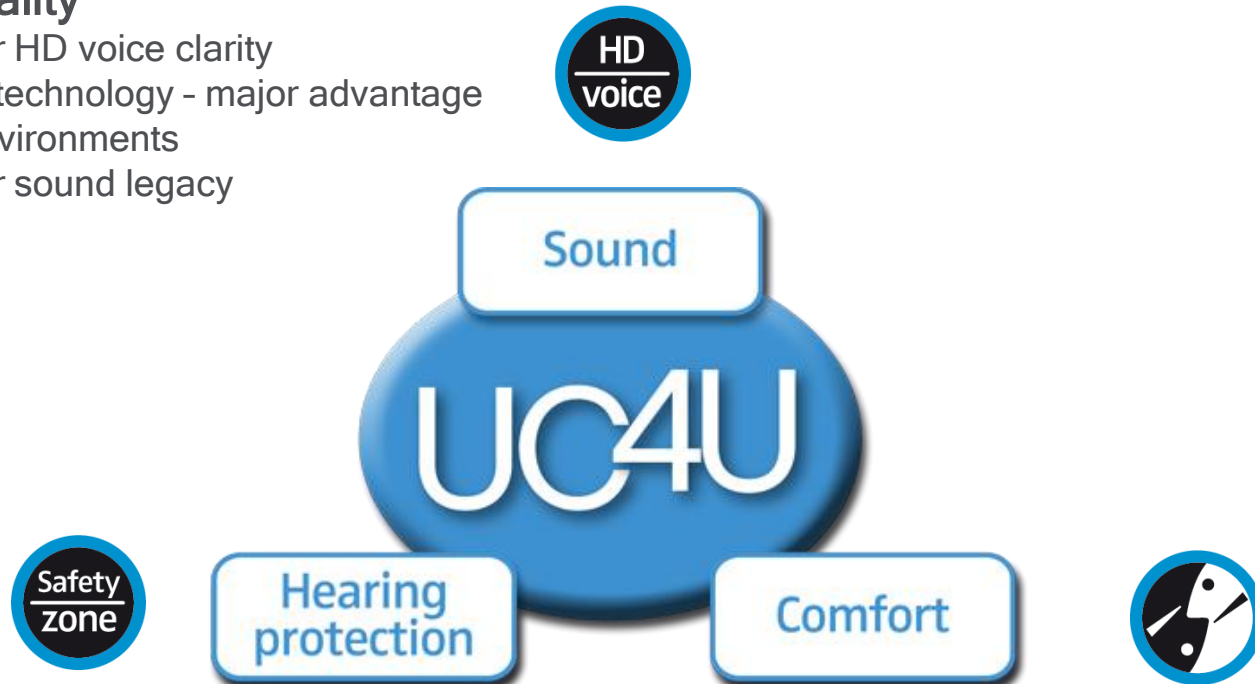 ality
r HD voice clarity
technology - major advantage
vironments
r sound legacy
HD
voice
Sound
UC4U
Safety
zone
Hearing
protection
Comfort